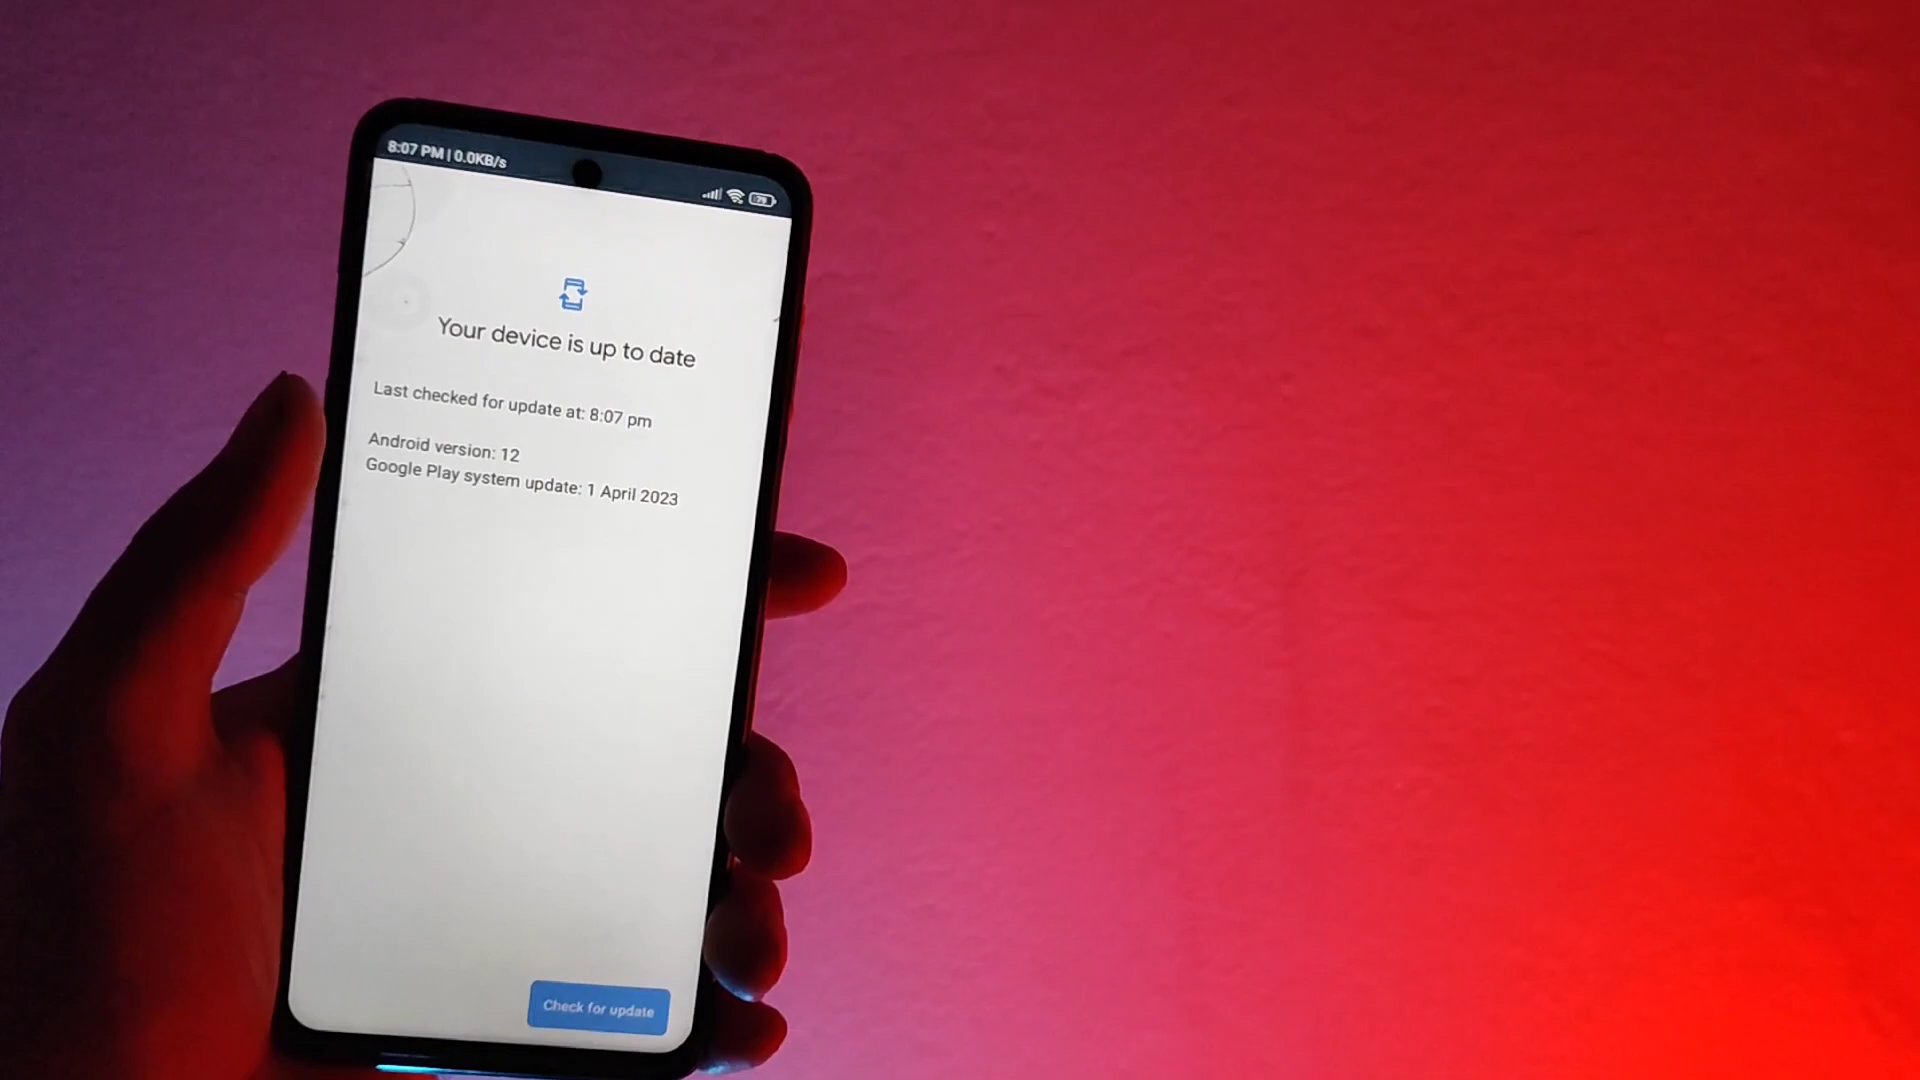 8:07 PM | 0.0KB/s
79
Your device is up to date
Last checked for update at: 8:07 pm
Android version: 12
Google Play system update: 1 April 2023
Check for update